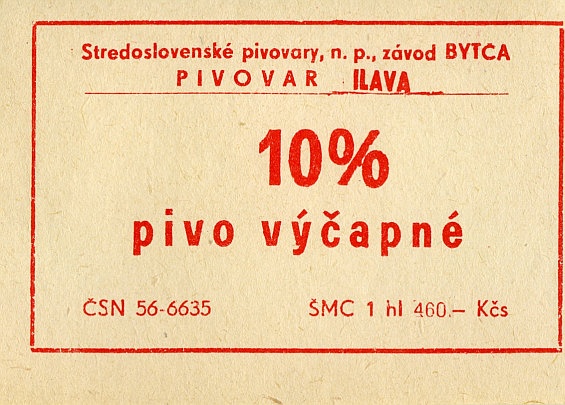 Stredoslovenské pivovary, n. p., závod BYTCA
PIVOVAR ILAVA
10%
pivo výčapné
ČSN 56-6635 ŠMC 1 hl 460.– Kčs